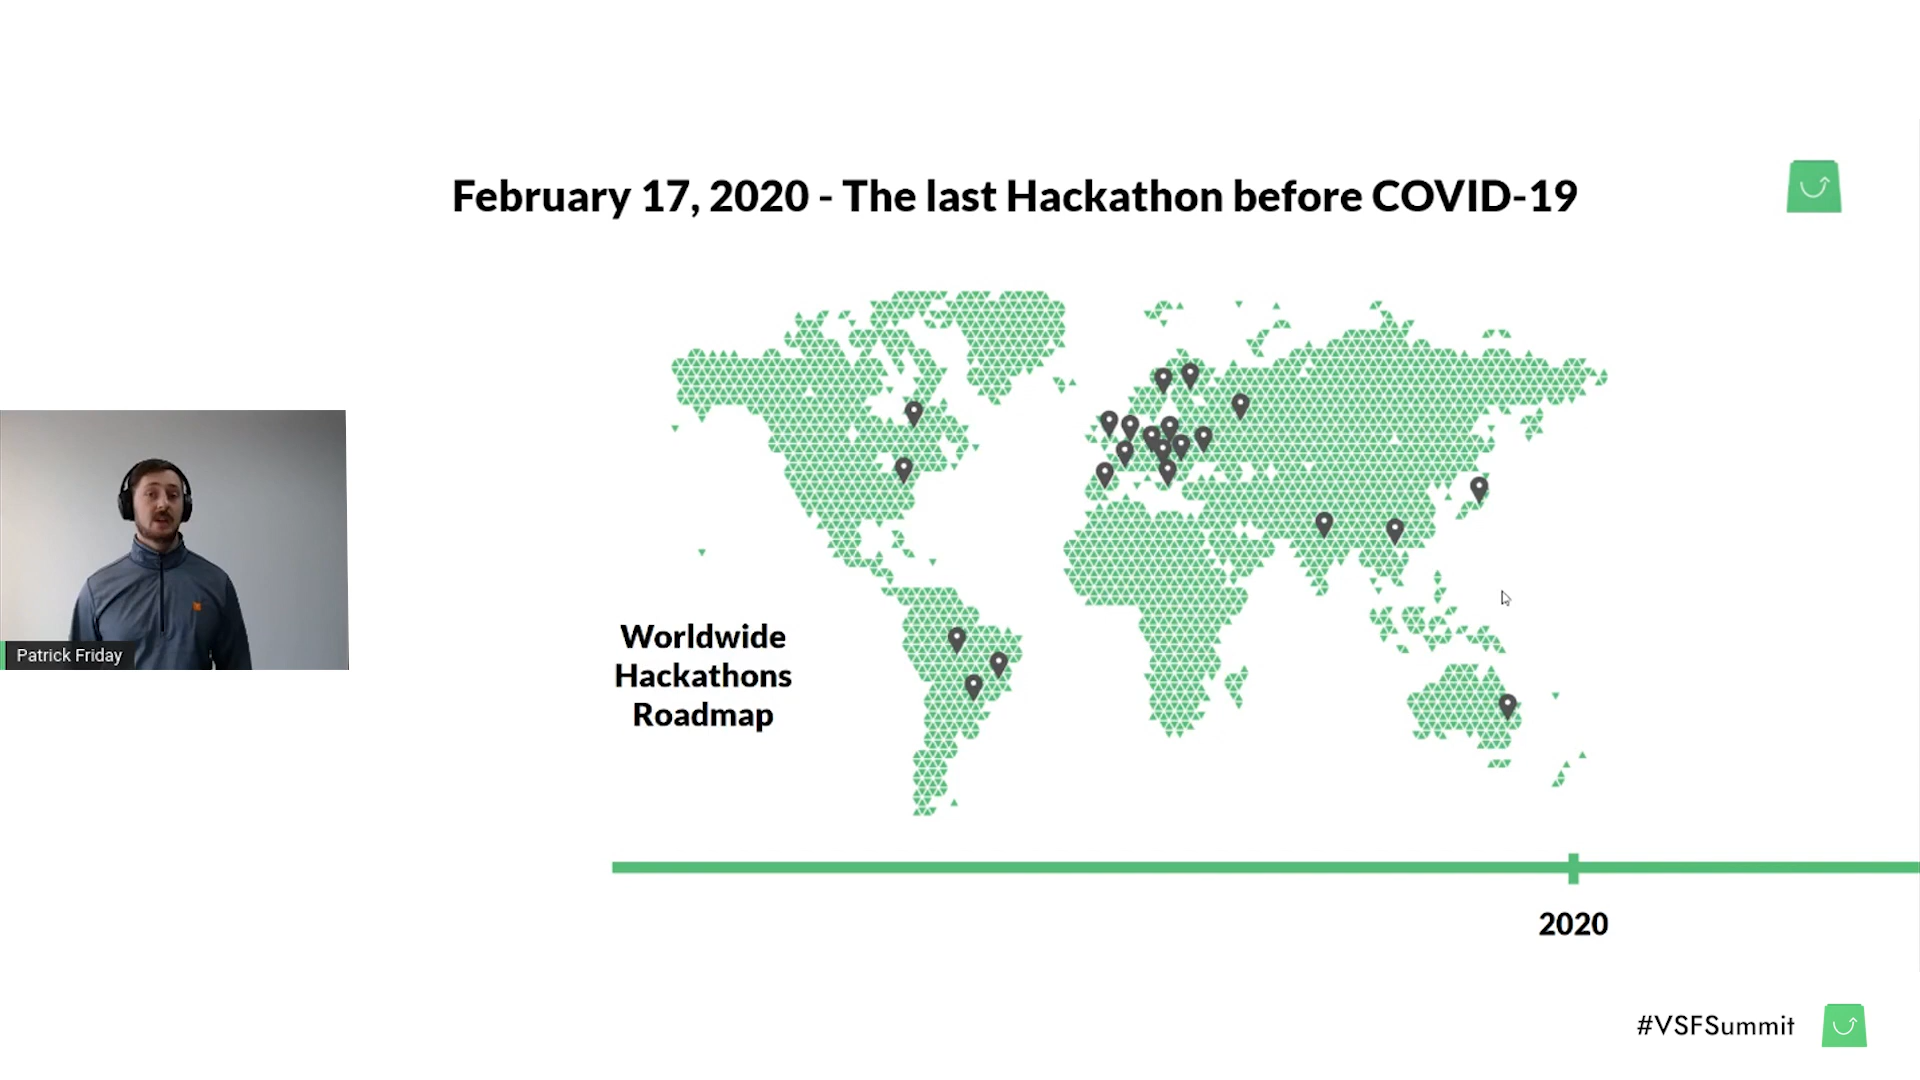 February 17, 2020 - The last Hackathon before COVID-19
Patrick Friday
Worldwide
Hackathons
Roadmap
2020
#VSFSummit